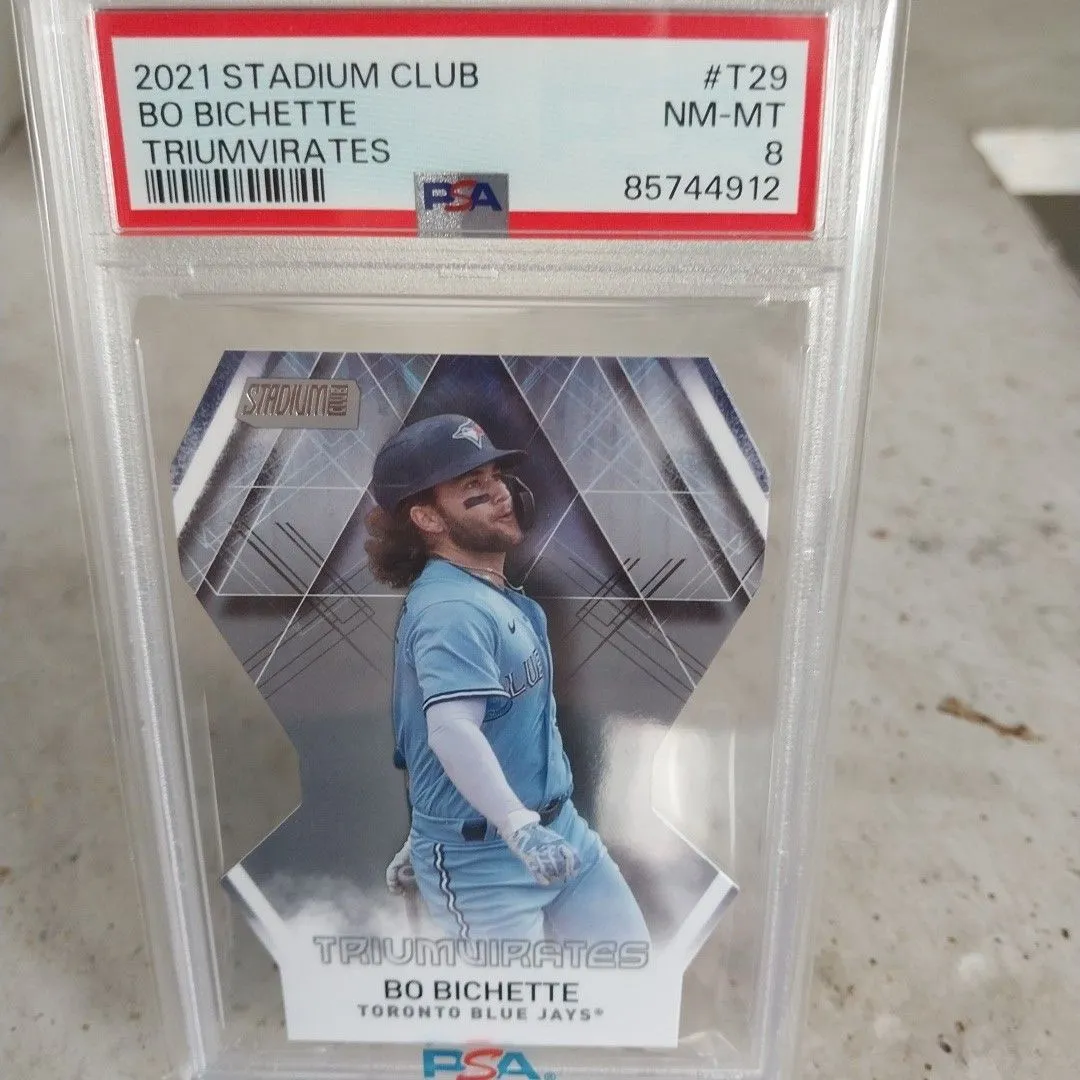 2021 STADIUM CLUB #T29
BO BICHETTE NM-MT
TRIUMVIRATES 8
PSA 85744912
STADIUM CLUB
BLUE
TRIUMVIRATES
BO BICHETTE
TORONTO BLUE JAYS®
PSA®